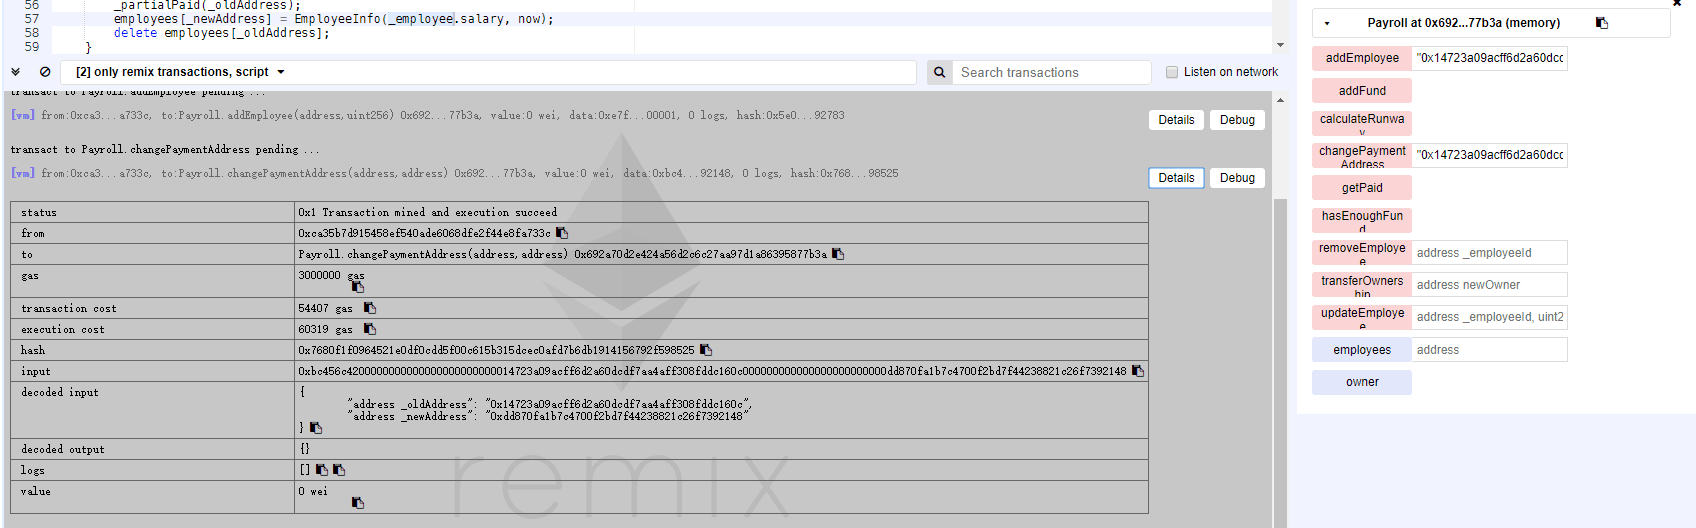 56 _partialPaid(_oldAddress);
57 employees[_newAddress] = EmployeeInfo(_employee.salary, now);
58 delete employees[_oldAddress];
59 }
[2] only remix transactions, script
Search transactions
Listen on network
transact to Payroll.addEmployee pending ...
[vm] from:0xca3...a733c, to:Payroll.addEmployee(address,uint256) 0x692...77b3a, value:0 wei, data:0xe7f...00001, 0 logs, hash:0x5e0...92783
Details
Debug
transact to Payroll.changePaymentAddress pending ...
[vm] from:0xca3...a733c, to:Payroll.changePaymentAddress(address,address) 0x692...77b3a, value:0 wei, data:0xbc4...92148, 0 logs, hash:0x768...98525
Details
Debug
status 0x1 Transaction mined and execution succeed
from 0xca35b7d915458ef540ade6068dfe2f44e8fa733c
to Payroll.changePaymentAddress(address,address) 0x692a70d2e424a56d2c6c27aa97d1a86395877b3a
gas 3000000 gas
transaction cost 54407 gas
execution cost 60319 gas
hash 0x7680f1f0964521e0df0cdd5f00c615b315dcec0afd7b6db1914156792f598525
input 0xbc456c4200000000000000000000000014723a09acff6d2a60dcdf7aa4aff308fddc160c000000000000000000000000dd870fa1b7c4700f2bd7f44238821c26f7392148
decoded input {
"address _oldAddress": "0x14723a09acff6d2a60dcdf7aa4aff308fddc160c",
"address _newAddress": "0xdd870fa1b7c4700f2bd7f44238821c26f7392148"
}
decoded output {}
logs []
value 0 wei
remix
Payroll at 0x692...77b3a (memory)
addEmployee "0x14723a09acff6d2a60dcc
addFund
calculateRunway
changePaymentAddress "0x14723a09acff6d2a60dcc
getPaid
hasEnoughFund
removeEmployee address _employeeId
transferOwnership address newOwner
updateEmployee address _employeeId, uint2
employees address
owner